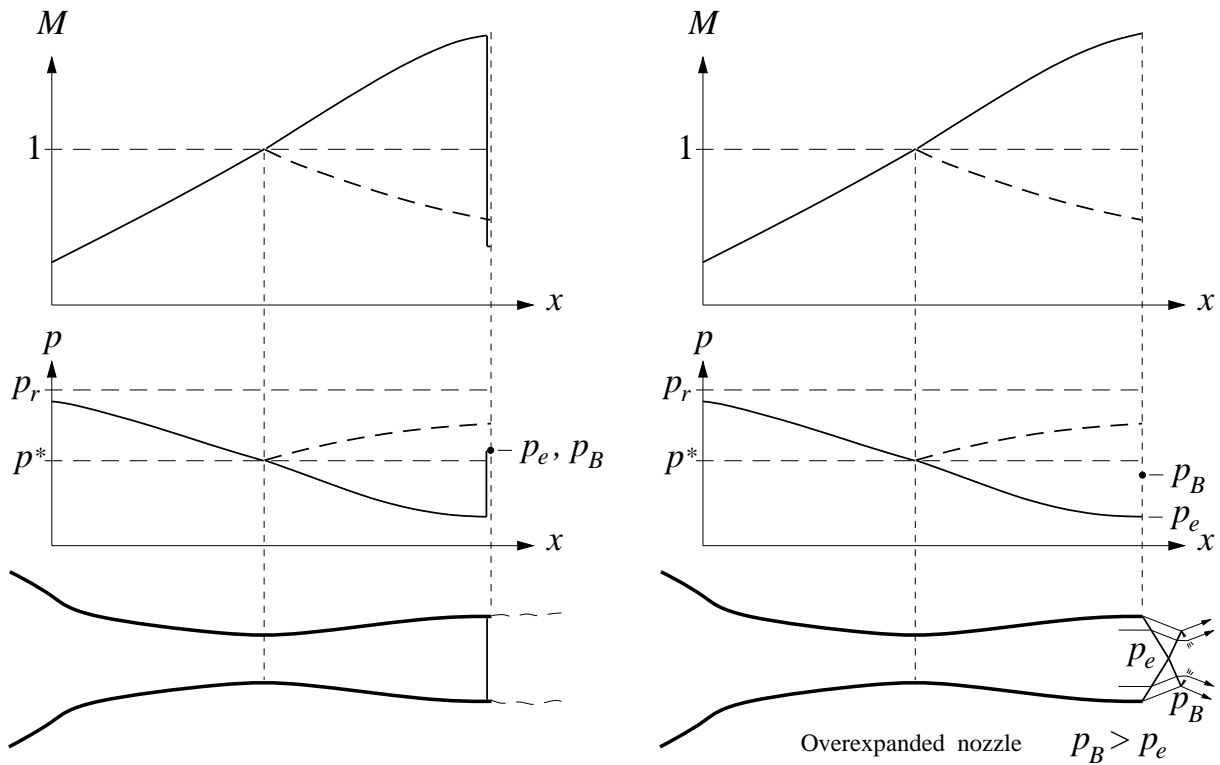 M
1
x
p
p_r
p*
p_e, p_B
x
M
1
x
p
p_r
p*
p_B
p_e
x
p_e
p_B
Overexpanded nozzle p_B > p_e